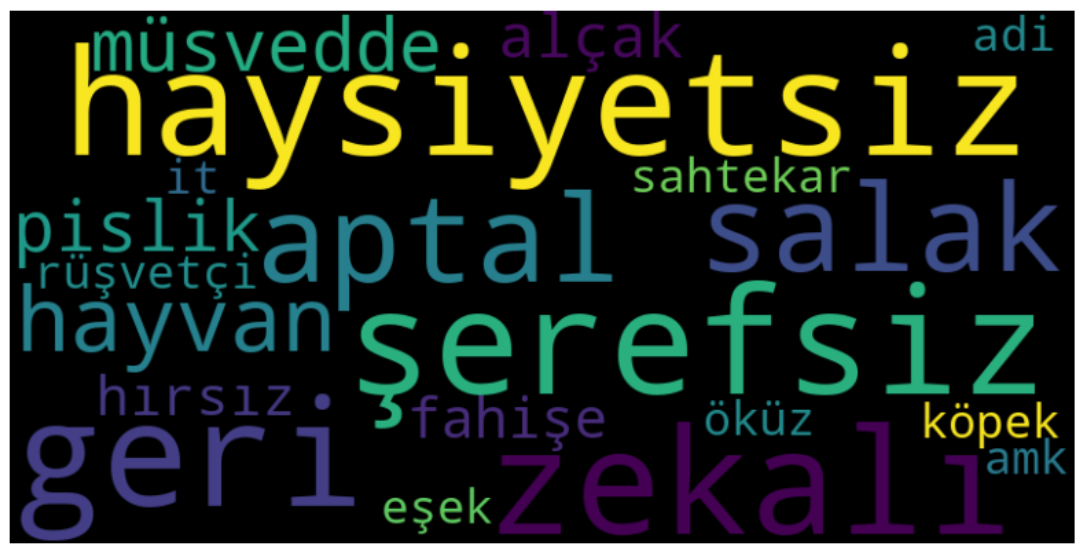 müsvedde
alçak
adi
haysiyetsiz
it
sahtekar
pislik
aptal
salak
rüşvetçi
hayvan
şerefsiz
hırsız
fahişe
öküz
köpek
geri
zekalı
amk
eşek